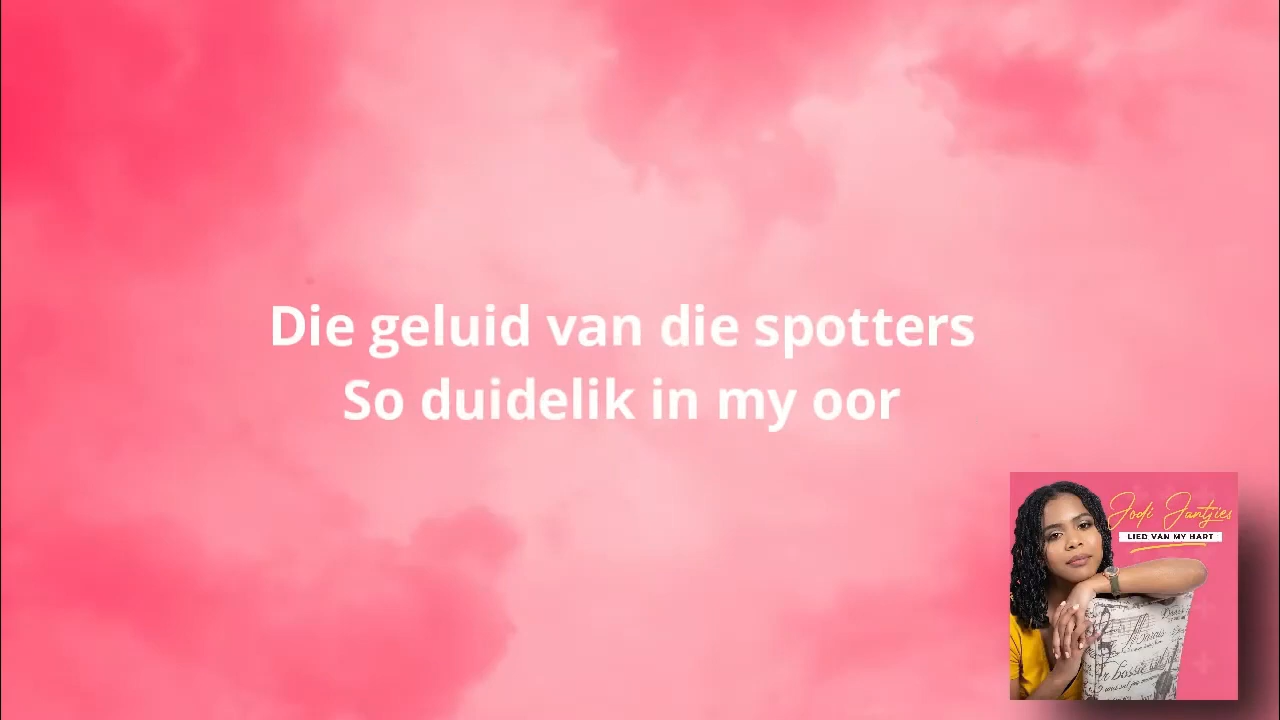 Die geluid van die spotters
So duidelik in my oor
Jodi Jantjies
LIED VAN MY HART